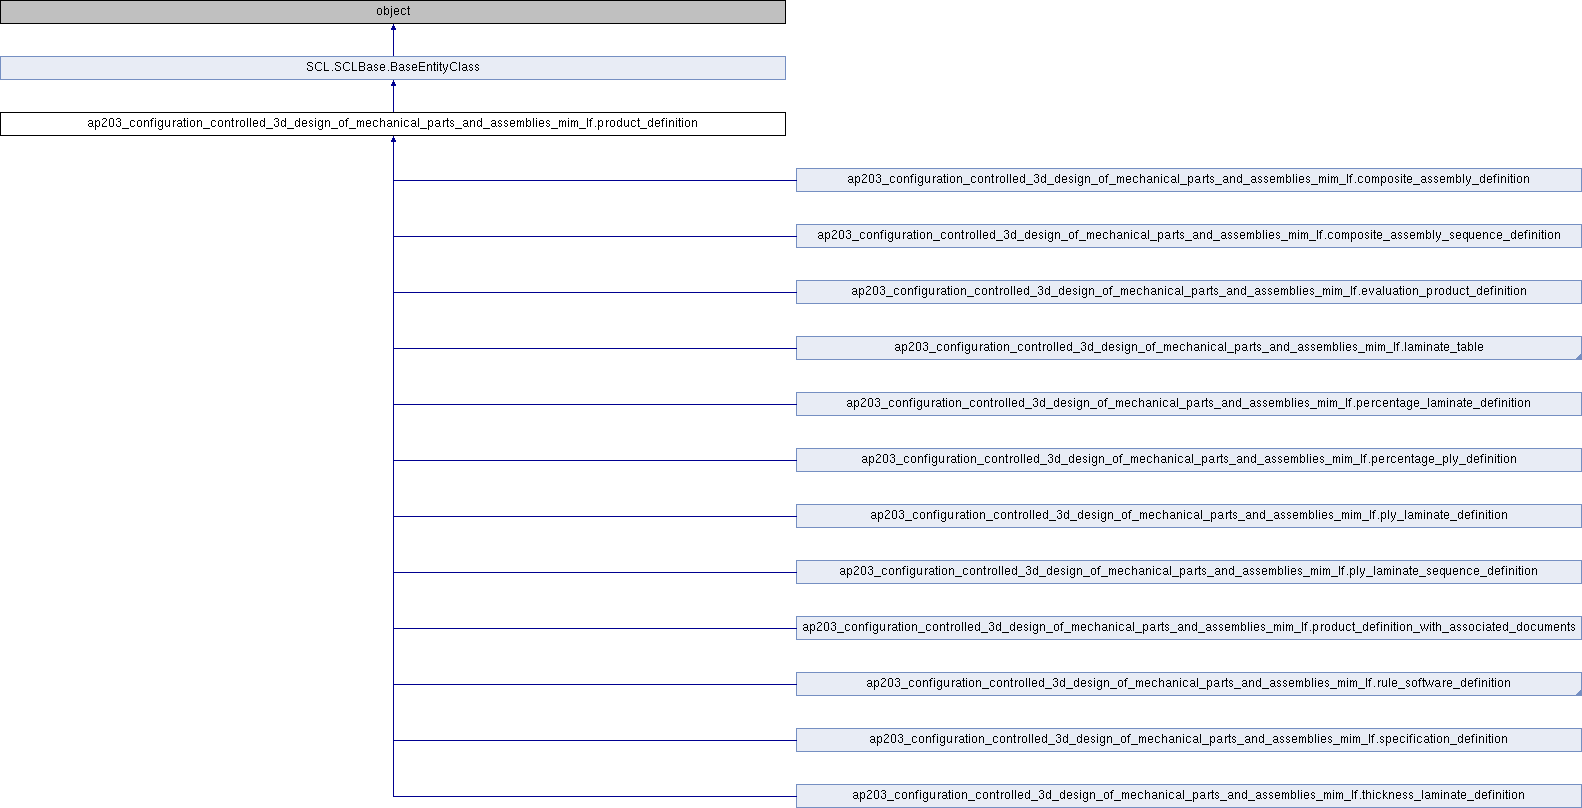 object
SCL.SCLBase.BaseEntityClass
ap203_configuration_controlled_3d_design_of_mechanical_parts_and_assemblies_mim_lf.product_definition
ap203_configuration_controlled_3d_design_of_mechanical_parts_and_assemblies_mim_lf.composite_assembly_definition
ap203_configuration_controlled_3d_design_of_mechanical_parts_and_assemblies_mim_lf.composite_assembly_sequence_definition
ap203_configuration_controlled_3d_design_of_mechanical_parts_and_assemblies_mim_lf.evaluation_product_definition
ap203_configuration_controlled_3d_design_of_mechanical_parts_and_assemblies_mim_lf.laminate_table
ap203_configuration_controlled_3d_design_of_mechanical_parts_and_assemblies_mim_lf.percentage_laminate_definition
ap203_configuration_controlled_3d_design_of_mechanical_parts_and_assemblies_mim_lf.percentage_ply_definition
ap203_configuration_controlled_3d_design_of_mechanical_parts_and_assemblies_mim_lf.ply_laminate_definition
ap203_configuration_controlled_3d_design_of_mechanical_parts_and_assemblies_mim_lf.ply_laminate_sequence_definition
ap203_configuration_controlled_3d_design_of_mechanical_parts_and_assemblies_mim_lf.product_definition_with_associated_documents
ap203_configuration_controlled_3d_design_of_mechanical_parts_and_assemblies_mim_lf.rule_software_definition
ap203_configuration_controlled_3d_design_of_mechanical_parts_and_assemblies_mim_lf.specification_definition
ap203_configuration_controlled_3d_design_of_mechanical_parts_and_assemblies_mim_lf.thickness_laminate_definition